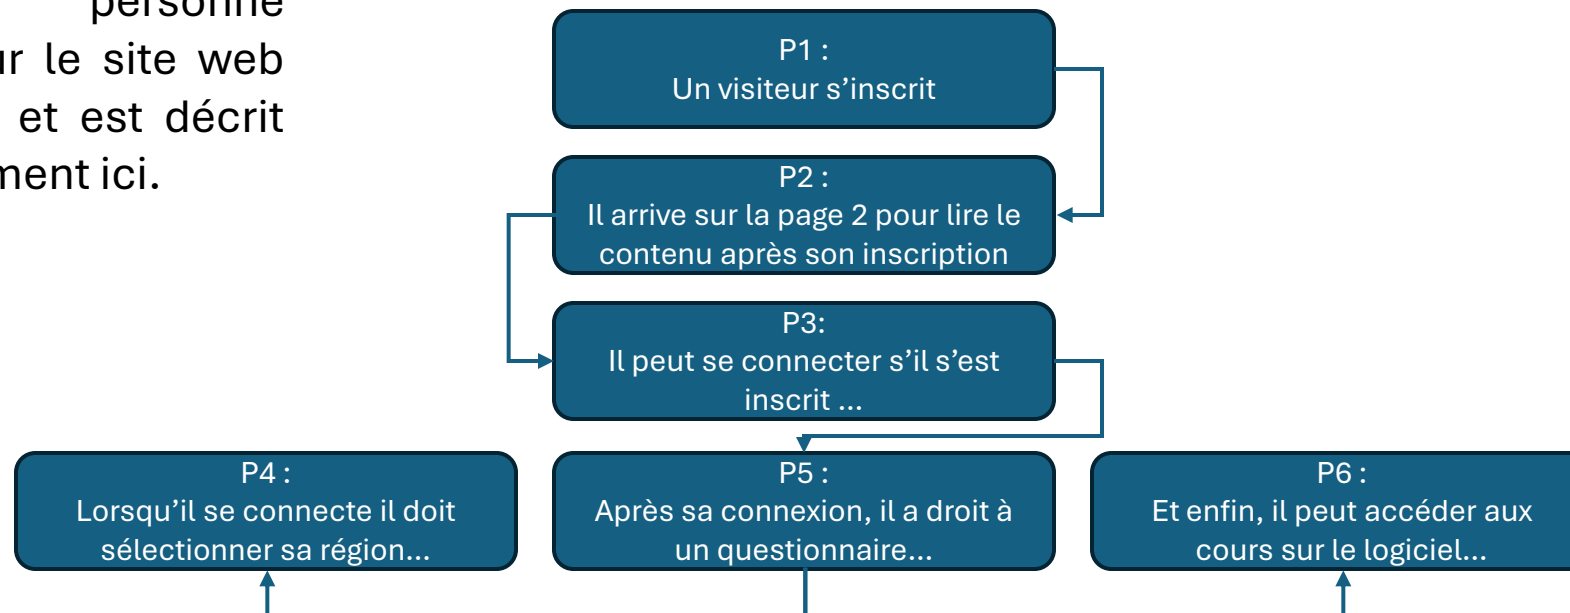 personne
le site web
et est décrit
ici.
P1 :
Un visiteur s’inscrit
P2 :
Il arrive sur la page 2 pour lire le
contenu après son inscription
P3:
Il peut se connecter s’il s’est
inscrit ...
P4 :
Lorsqu’il se connecte il doit
sélectionner sa région...
P5 :
Après sa connexion, il a droit à
un questionnaire...
P6 :
Et enfin, il peut accéder aux
cours sur le logiciel...